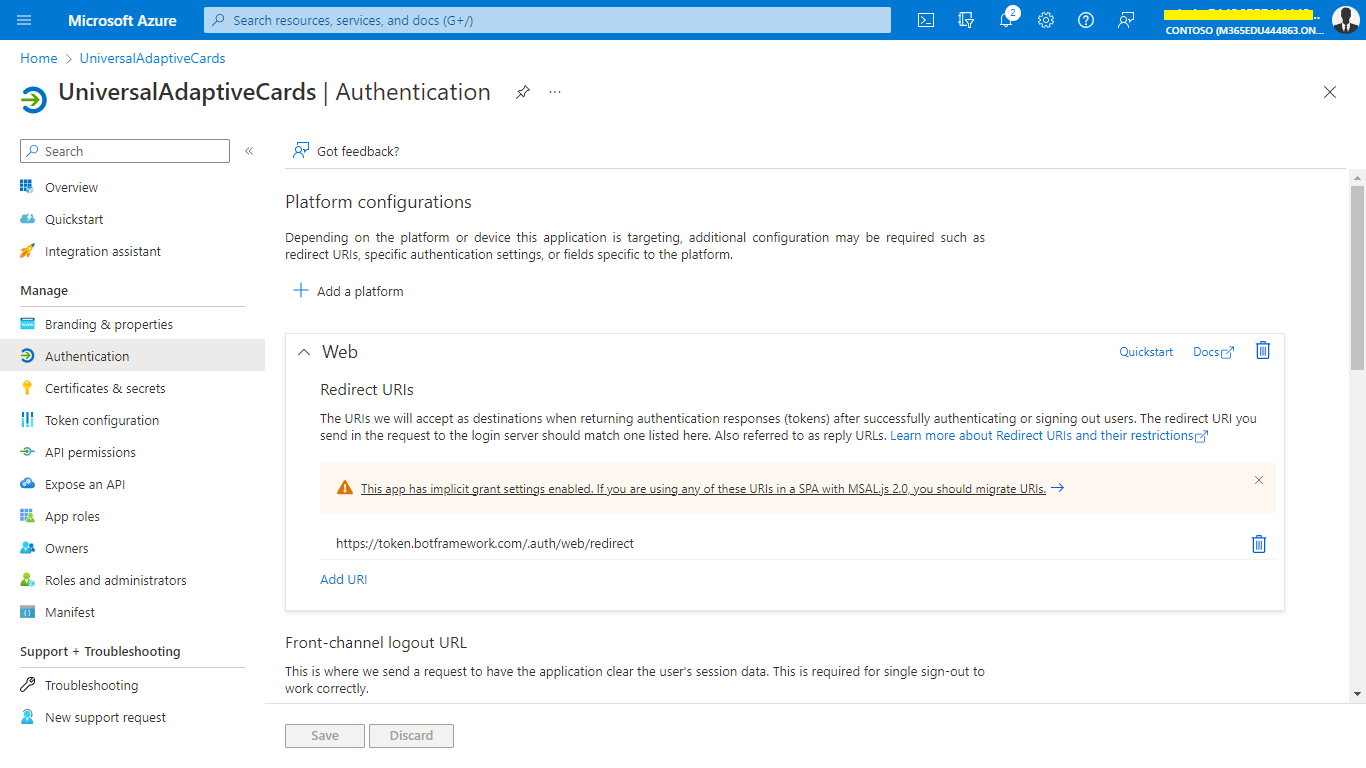 Microsoft Azure
Search resources, services, and docs (G+/)
2
CONTOSO (M365EDU444863.ON...
Home > UniversalAdaptiveCards
UniversalAdaptiveCards | Authentication
Search
Got feedback?
Overview
Quickstart
Integration assistant
Manage
Branding & properties
Authentication
Certificates & secrets
Token configuration
API permissions
Expose an API
App roles
Owners
Roles and administrators
Manifest
Support + Troubleshooting
Troubleshooting
New support request
Platform configurations
Depending on the platform or device this application is targeting, additional configuration may be required such as
redirect URIs, specific authentication settings, or fields specific to the platform.
Add a platform
Web
Quickstart
Docs
Redirect URIs
The URIs we will accept as destinations when returning authentication responses (tokens) after successfully authenticating or signing out users. The redirect URI you
send in the request to the login server should match one listed here. Also referred to as reply URLs. Learn more about Redirect URIs and their restrictions
This app has implicit grant settings enabled. If you are using any of these URIs in a SPA with MSAL.js 2.0, you should migrate URIs.
https://token.botframework.com/.auth/web/redirect
Add URI
Front-channel logout URL
This is where we send a request to have the application clear the user's session data. This is required for single sign-out to
work correctly.
Save
Discard